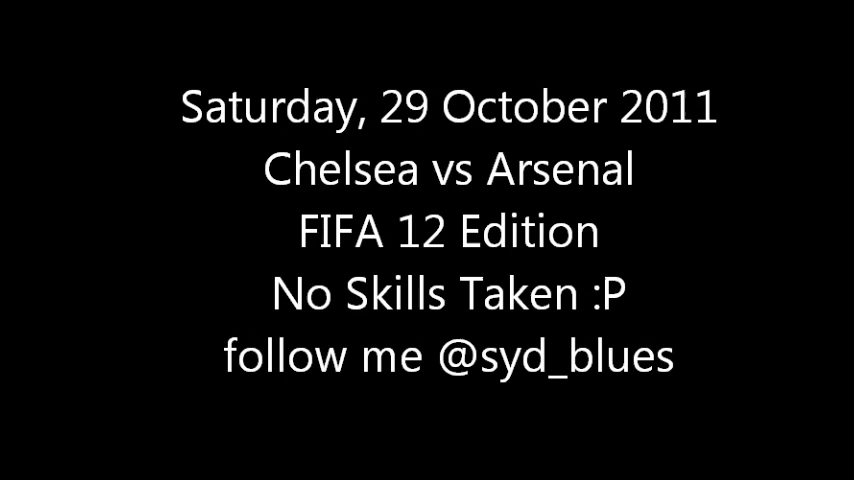 Saturday, 29 October 2011
Chelsea vs Arsenal
FIFA 12 Edition
No Skills Taken :P
follow me @syd_blues